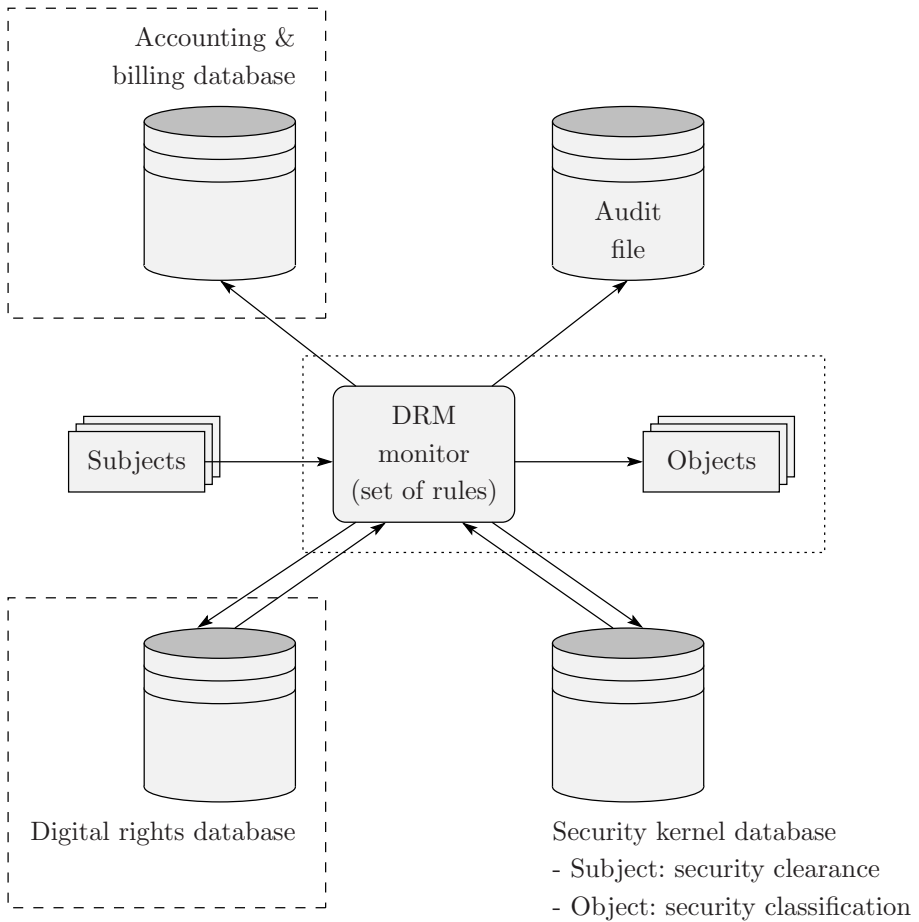 Accounting &
billing database
Audit
file
Subjects
DRM
monitor
(set of rules)
Objects
Digital rights database
Security kernel database
- Subject: security clearance
- Object: security classification